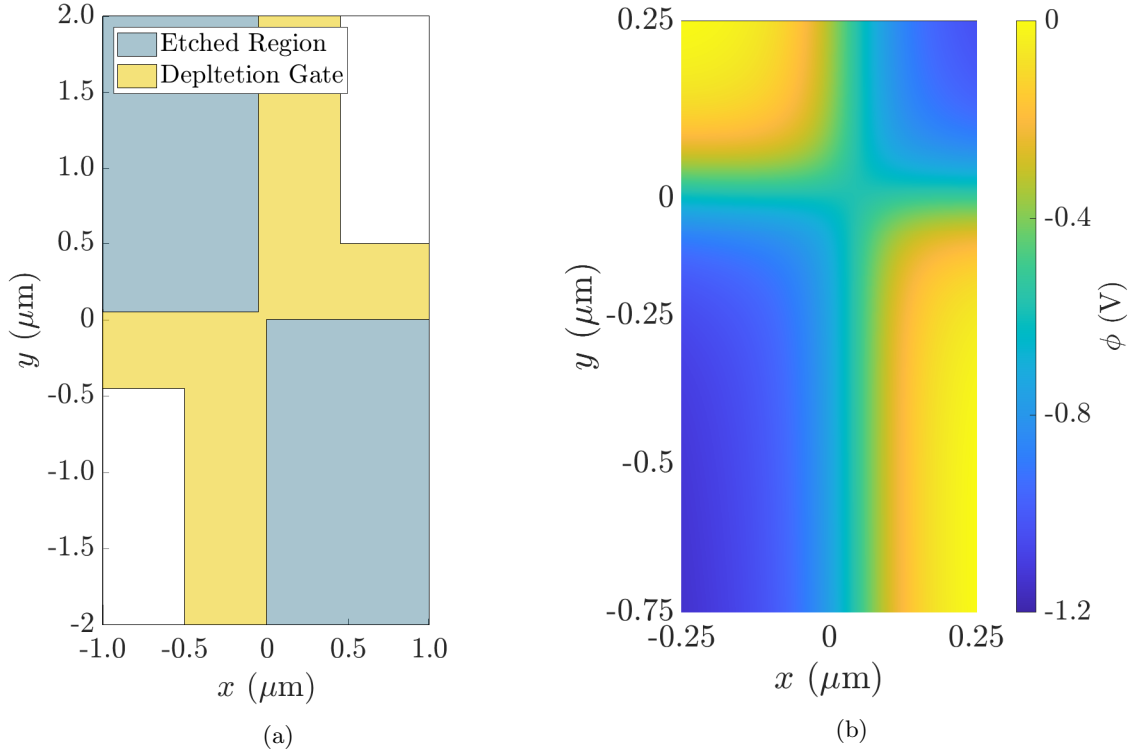 2.0
1.5
1.0
0.5
0
-0.5
-1.0
-1.5
-2
Etched Region
Depltetion Gate
y (μm)
-1.0 -0.5 0 0.5 1.0
x (μm)
(a)
0.25
0
-0.25
-0.5
-0.75
y (μm)
-0.25 0 0.25
x (μm)
0
-0.4
-0.8
-1.2
ϕ (V)
(b)